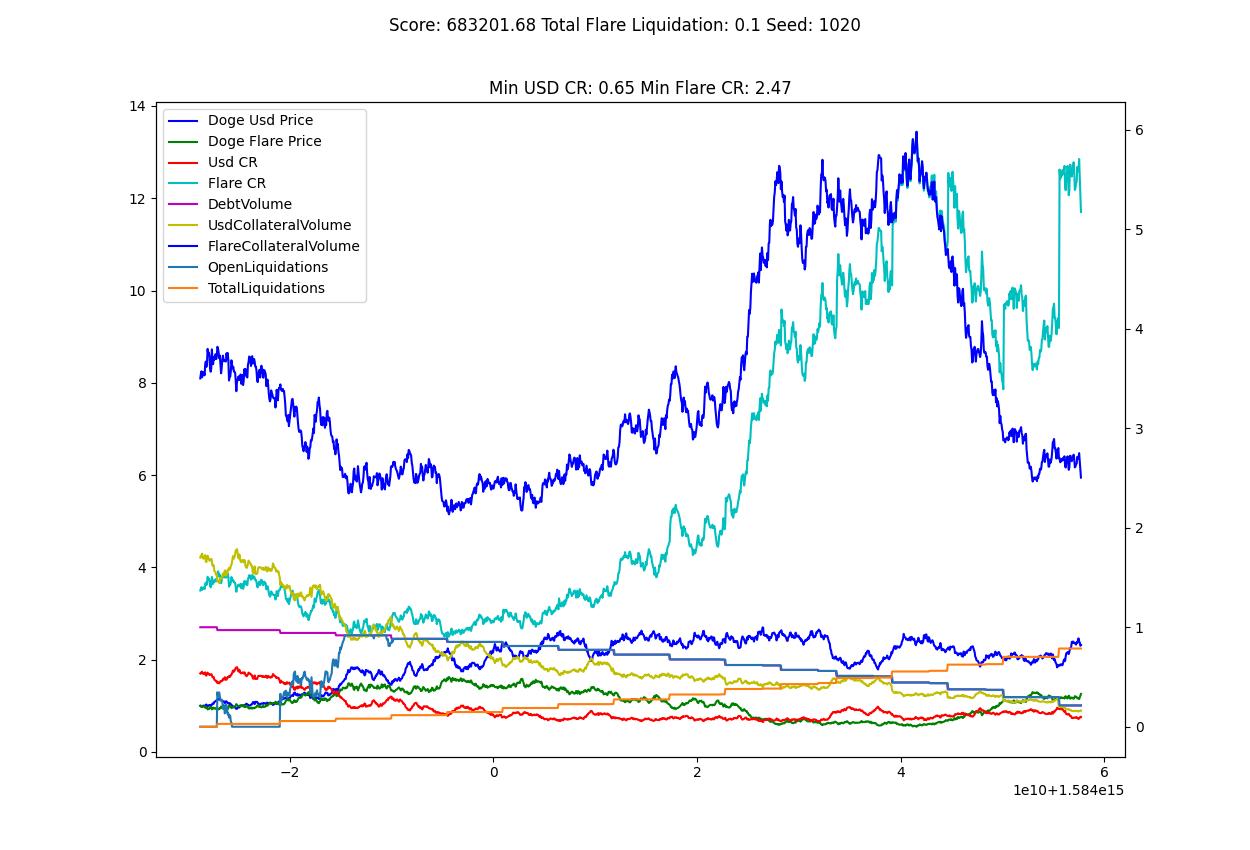 Score: 683201.68 Total Flare Liquidation: 0.1 Seed: 1020
Min USD CR: 0.65 Min Flare CR: 2.47
Doge Usd Price
Doge Flare Price
Usd CR
Flare CR
DebtVolume
UsdCollateralVolume
FlareCollateralVolume
OpenLiquidations
TotalLiquidations
14
12
10
8
6
4
2
0
6
5
4
3
2
1
0
−2 0 2 4 6
1e10+1.584e15